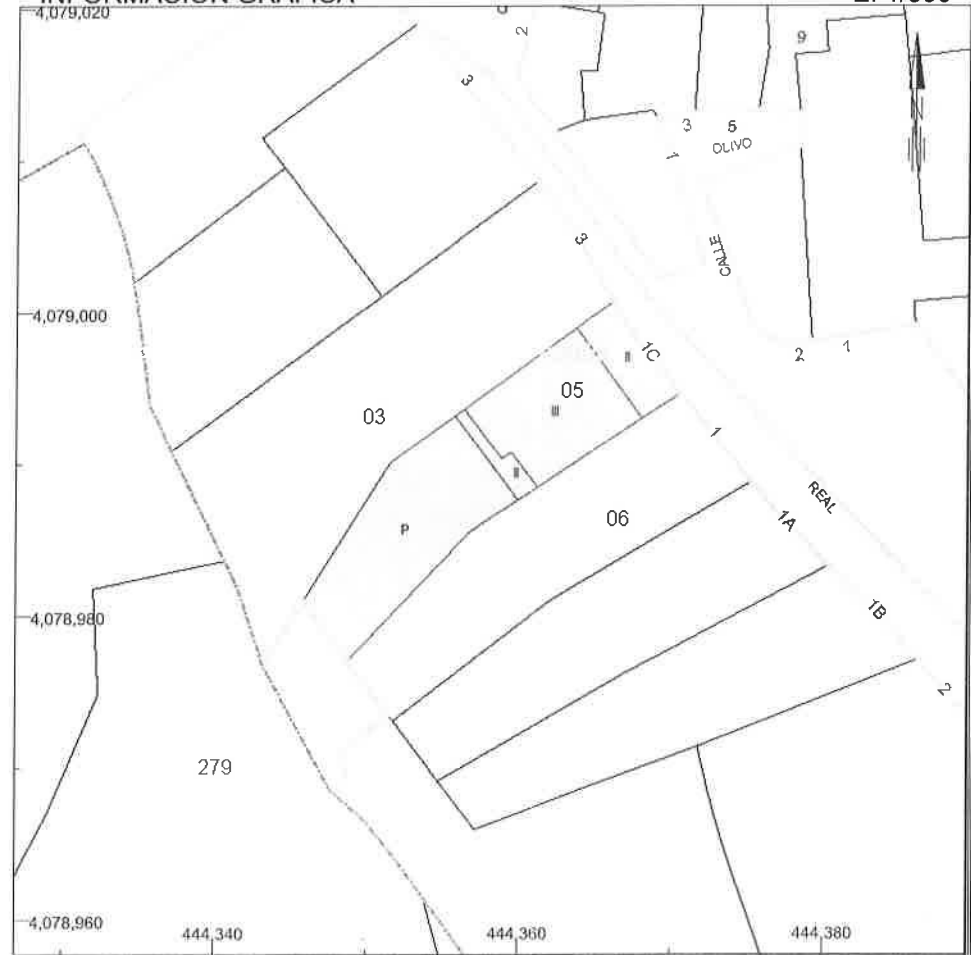 INFORMACIÓN GRÁFICA
E: 1/300
4,079,020
2
9
3
3
5
OLIVO
1
N
3
CALLE
4,079,000
1C
II
2
1
03
05
III
1
II
REAL
P
06
1A
4,078,980
1B
2
279
4,078,960
444,340
444,360
444,380